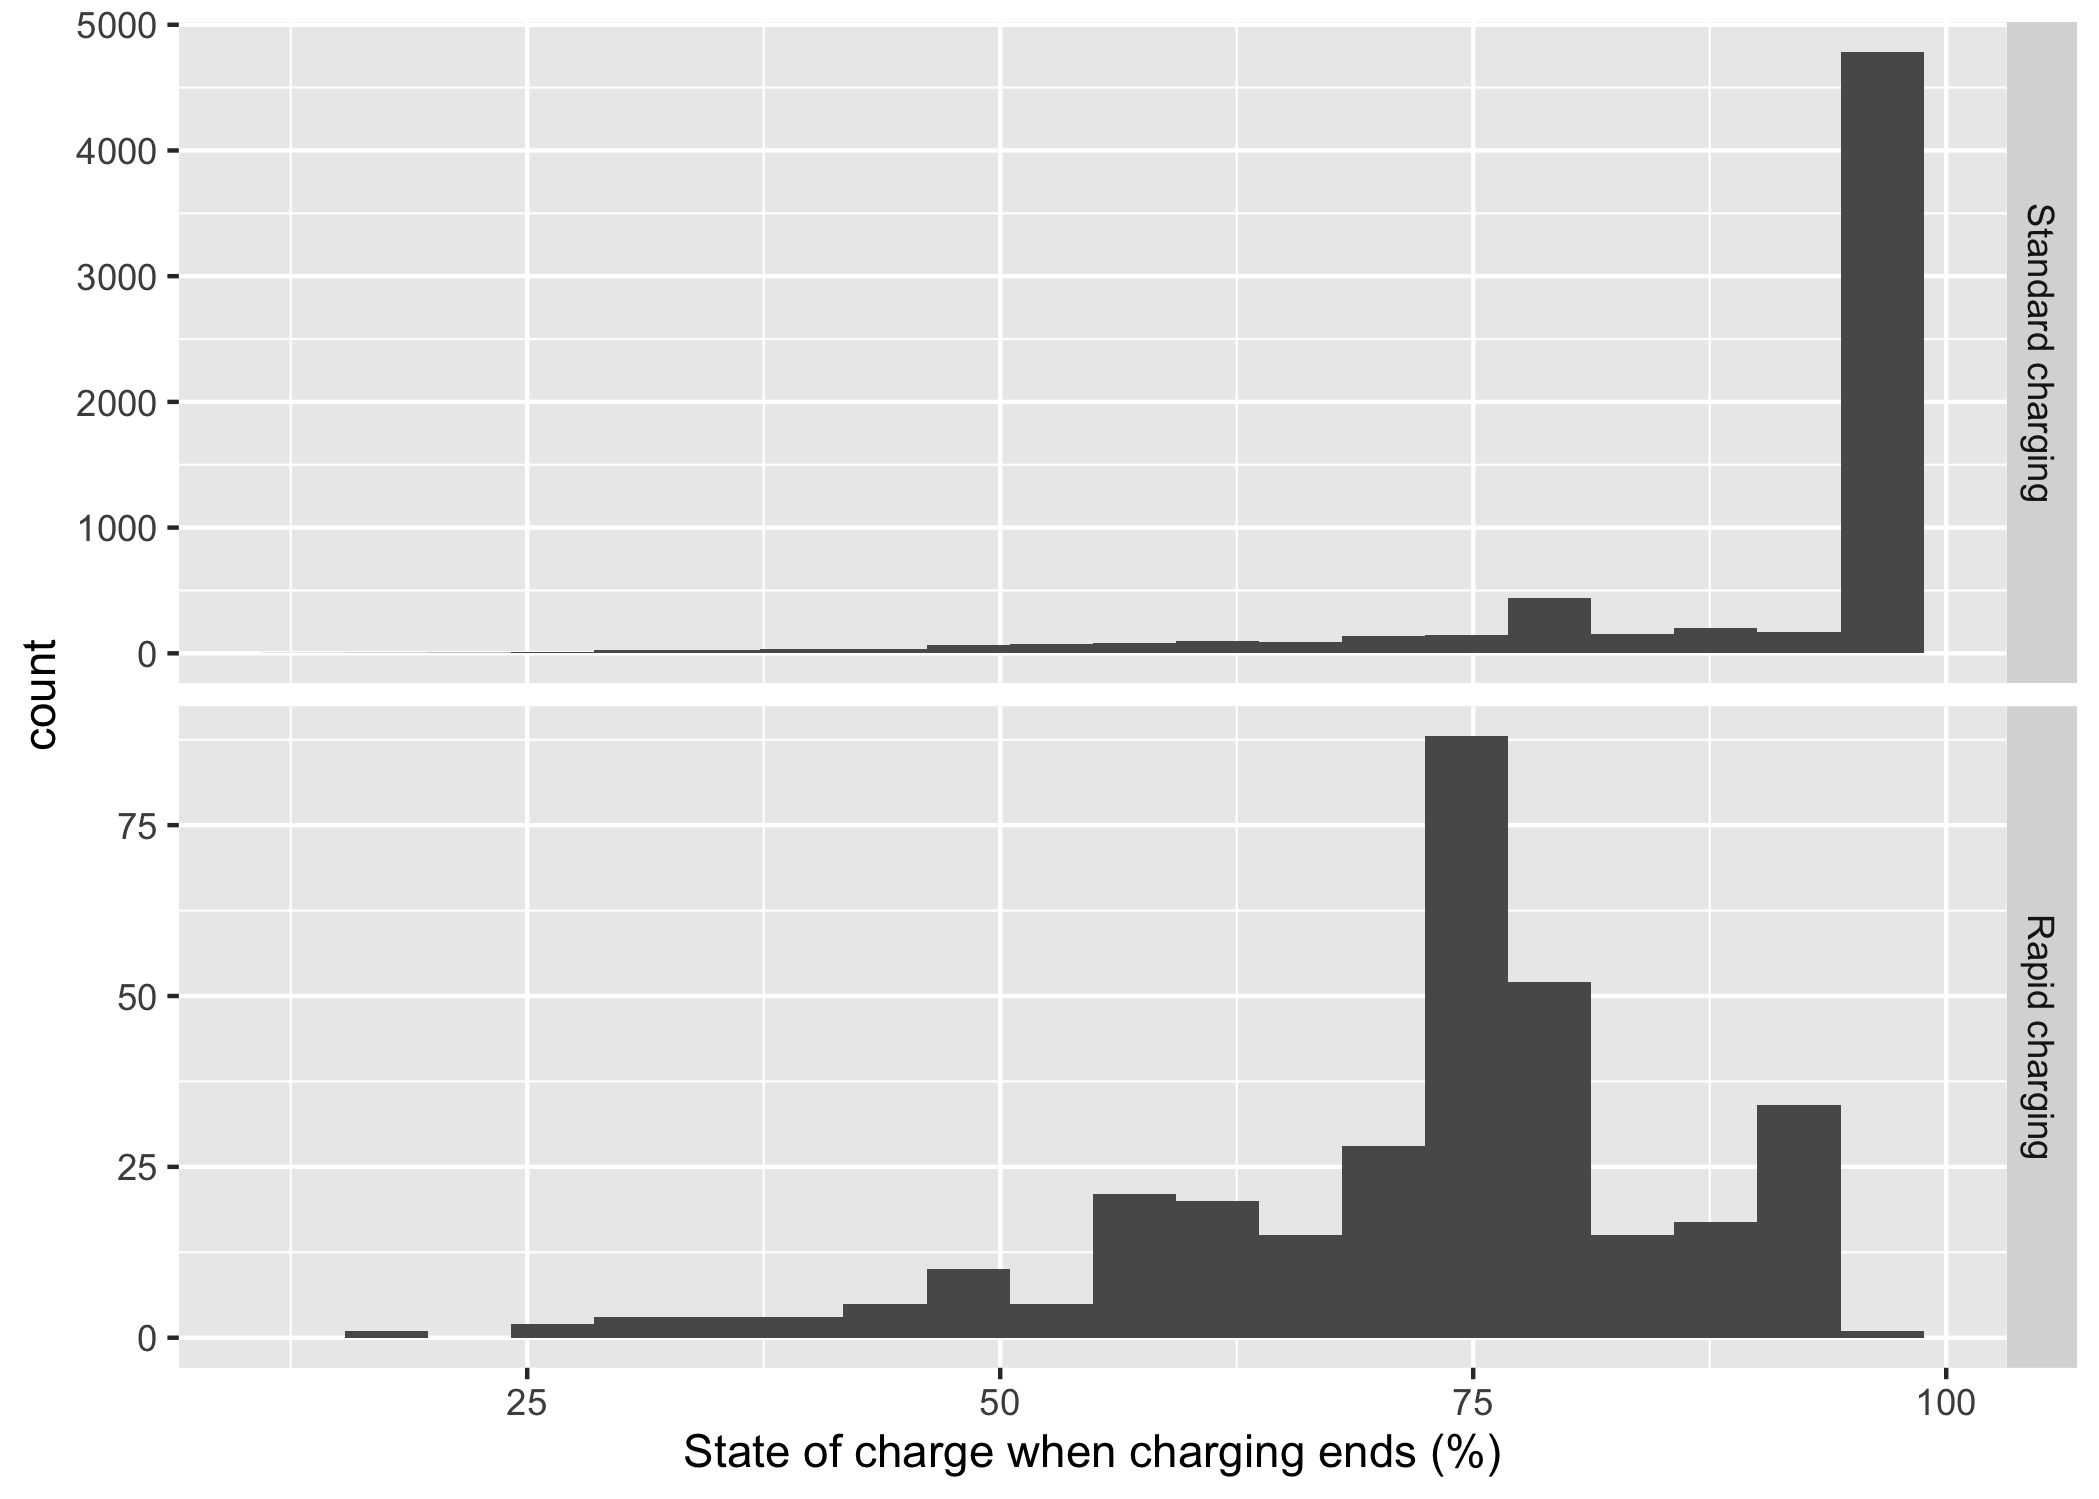 count
5000
4000
3000
2000
1000
0
Standard charging
75
50
25
0
Rapid charging
25 50 75 100
State of charge when charging ends (%)